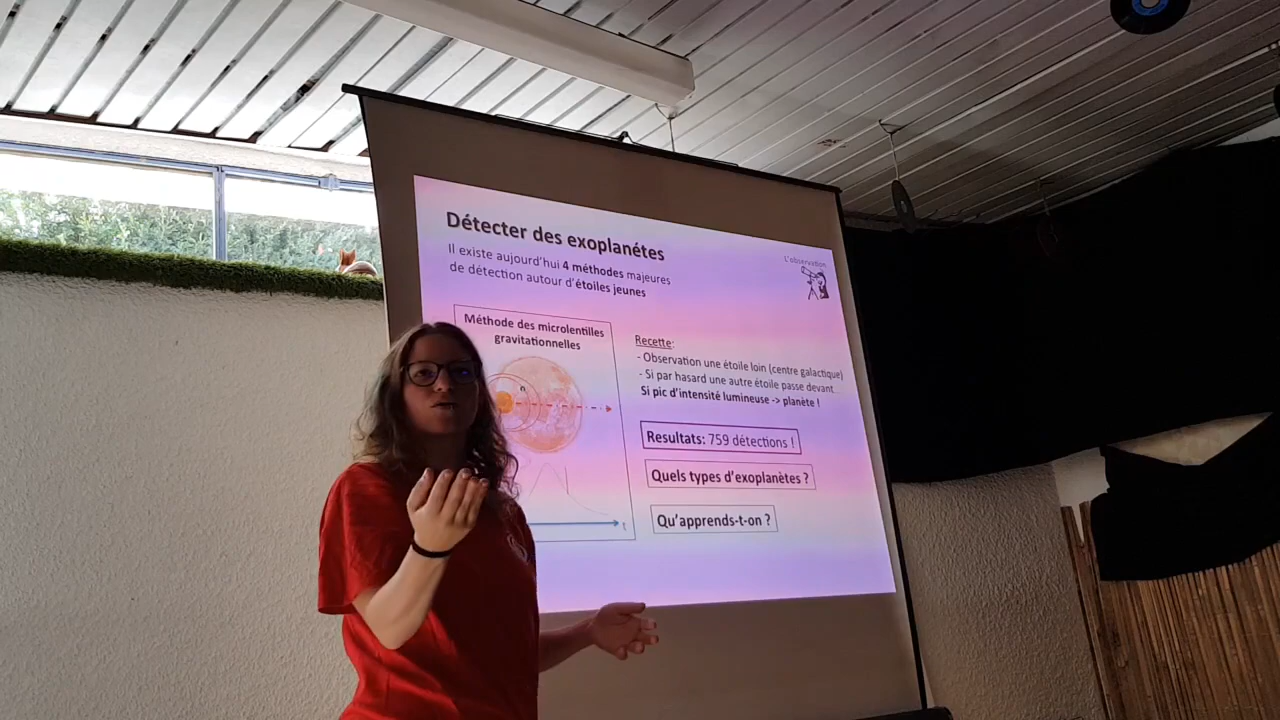 Détecter des exoplanétes
Il existe aujourd'hui 4 méthodes majeures
de détection autour d'étoiles jeunes
L'observation
Méthode des microlentilles
gravitationnelles
Recette:
- Observation une étoile loin (centre galactique)
- Si par hasard une autre étoile passe devant...
Si pic d'intensité lumineuse -> planète !
Resultats: 759 détections !
Quels types d'exoplanètes ?
Qu'apprends-t-on ?
t